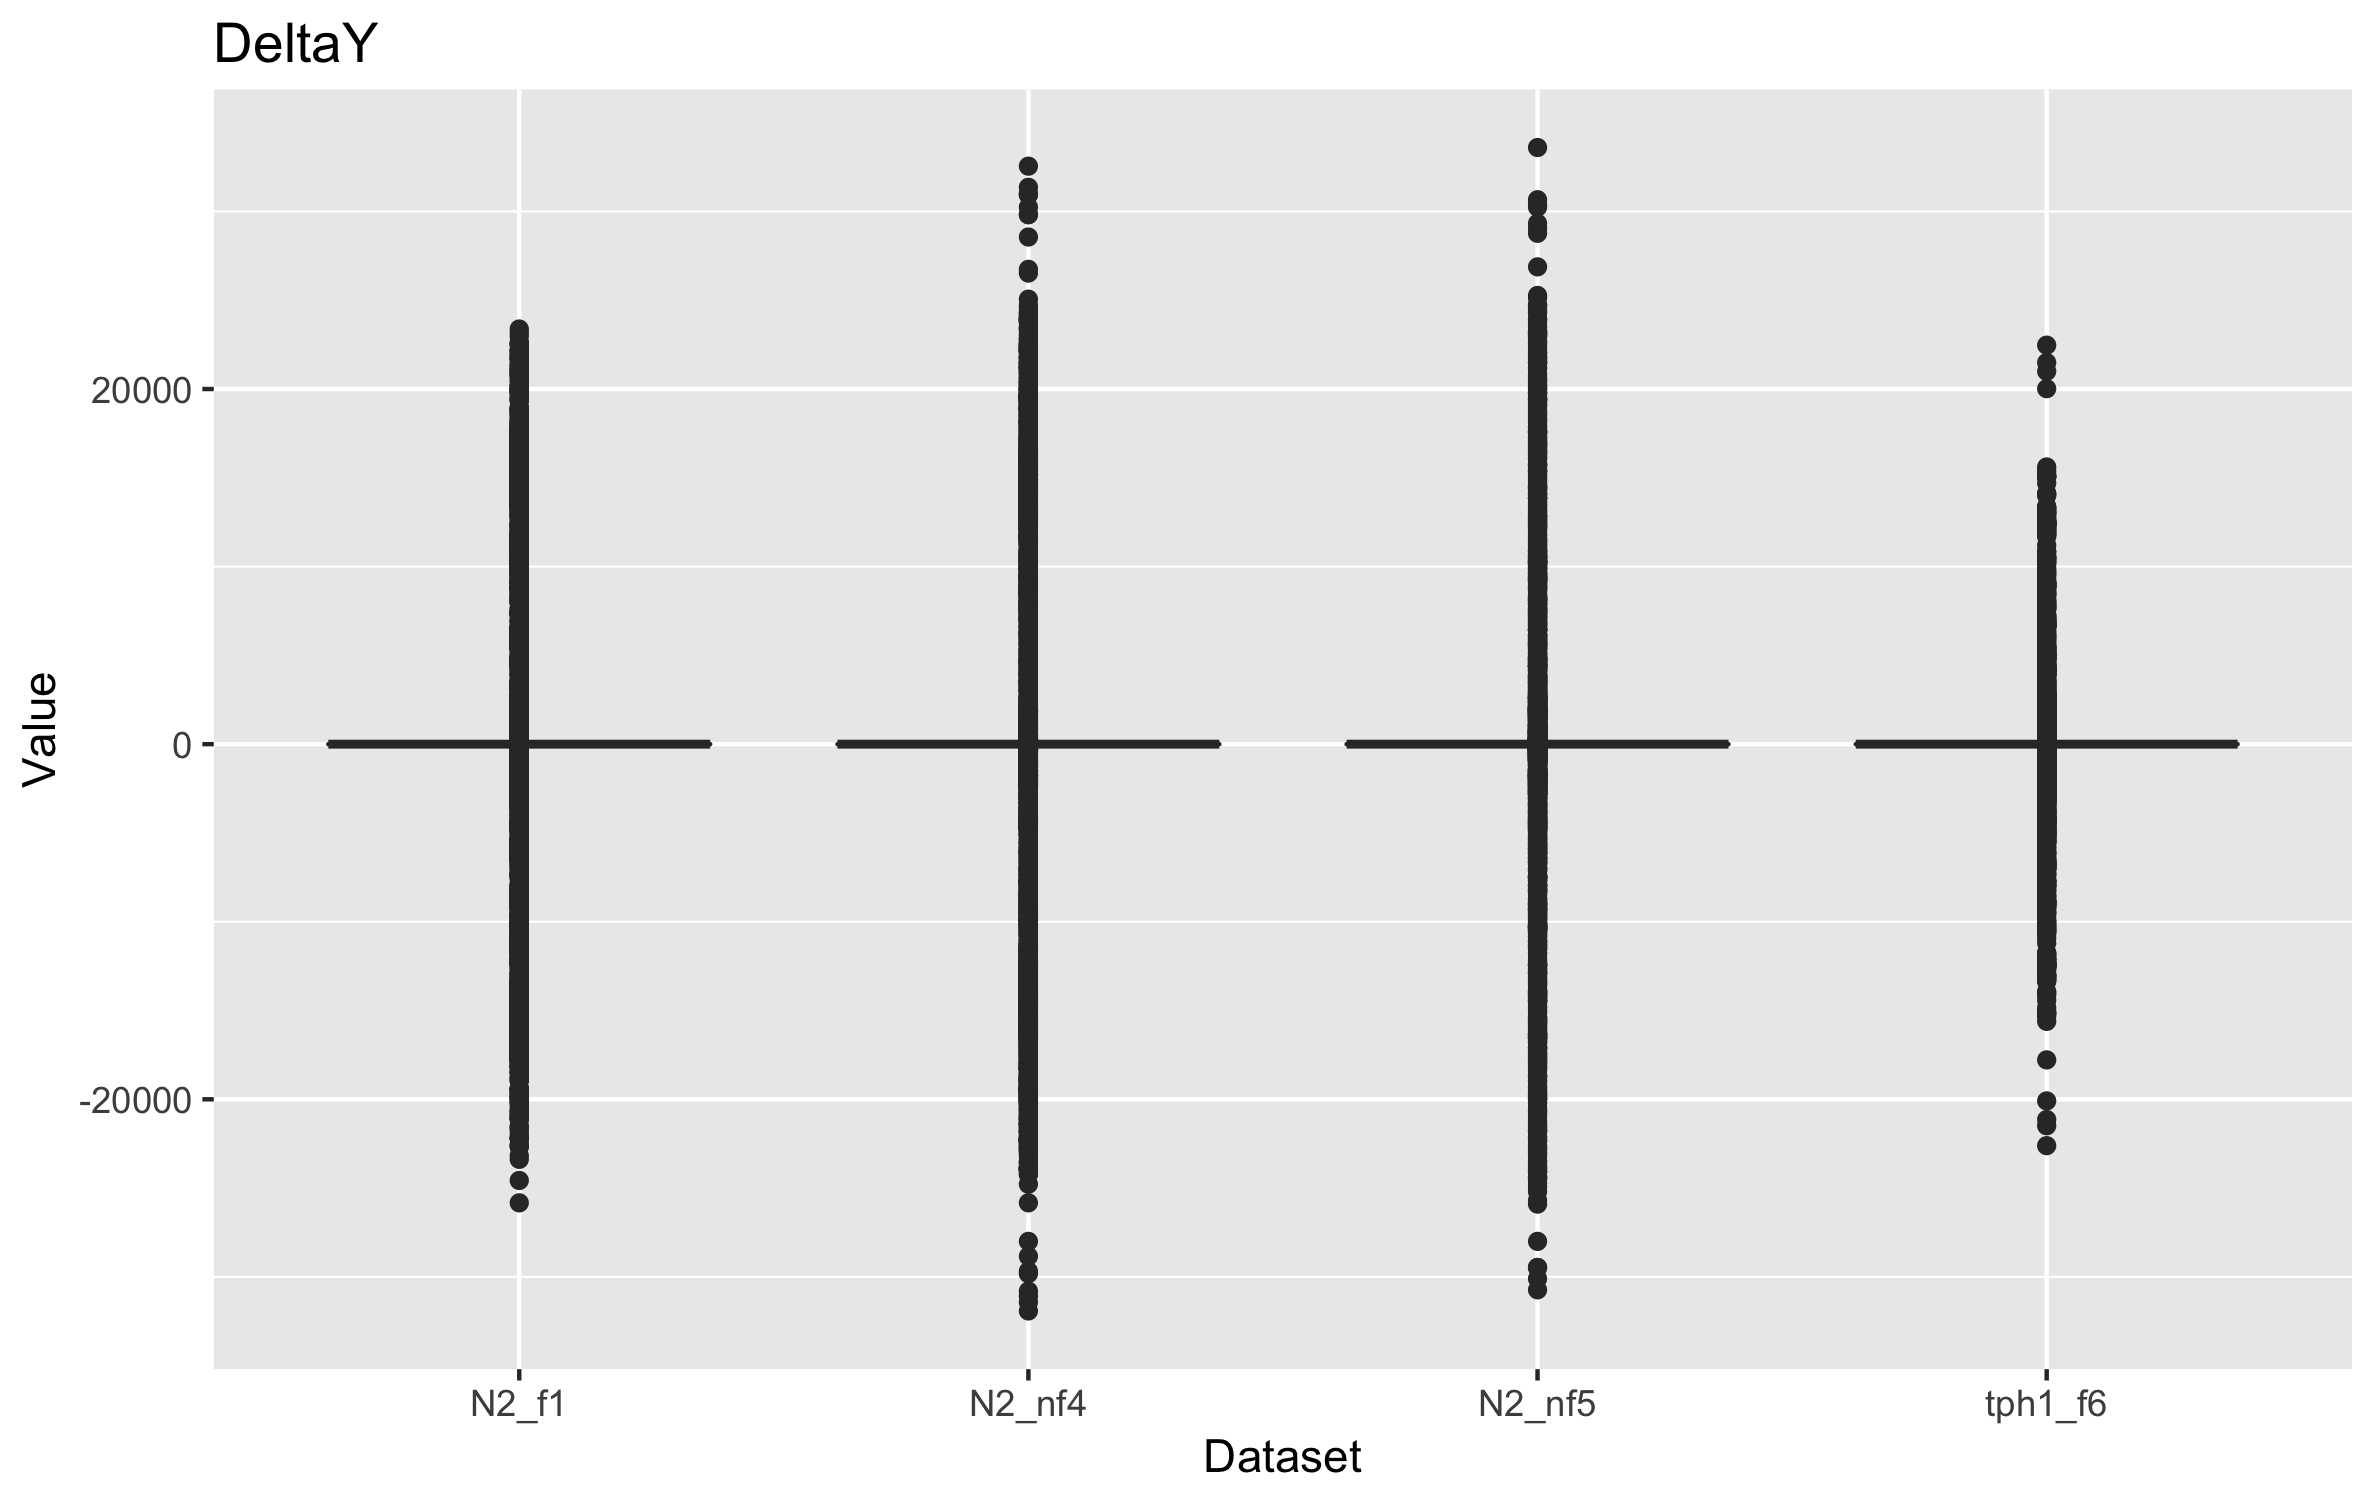 DeltaY
Value
20000
0
-20000
N2_f1
N2_nf4
N2_nf5
tph1_f6
Dataset